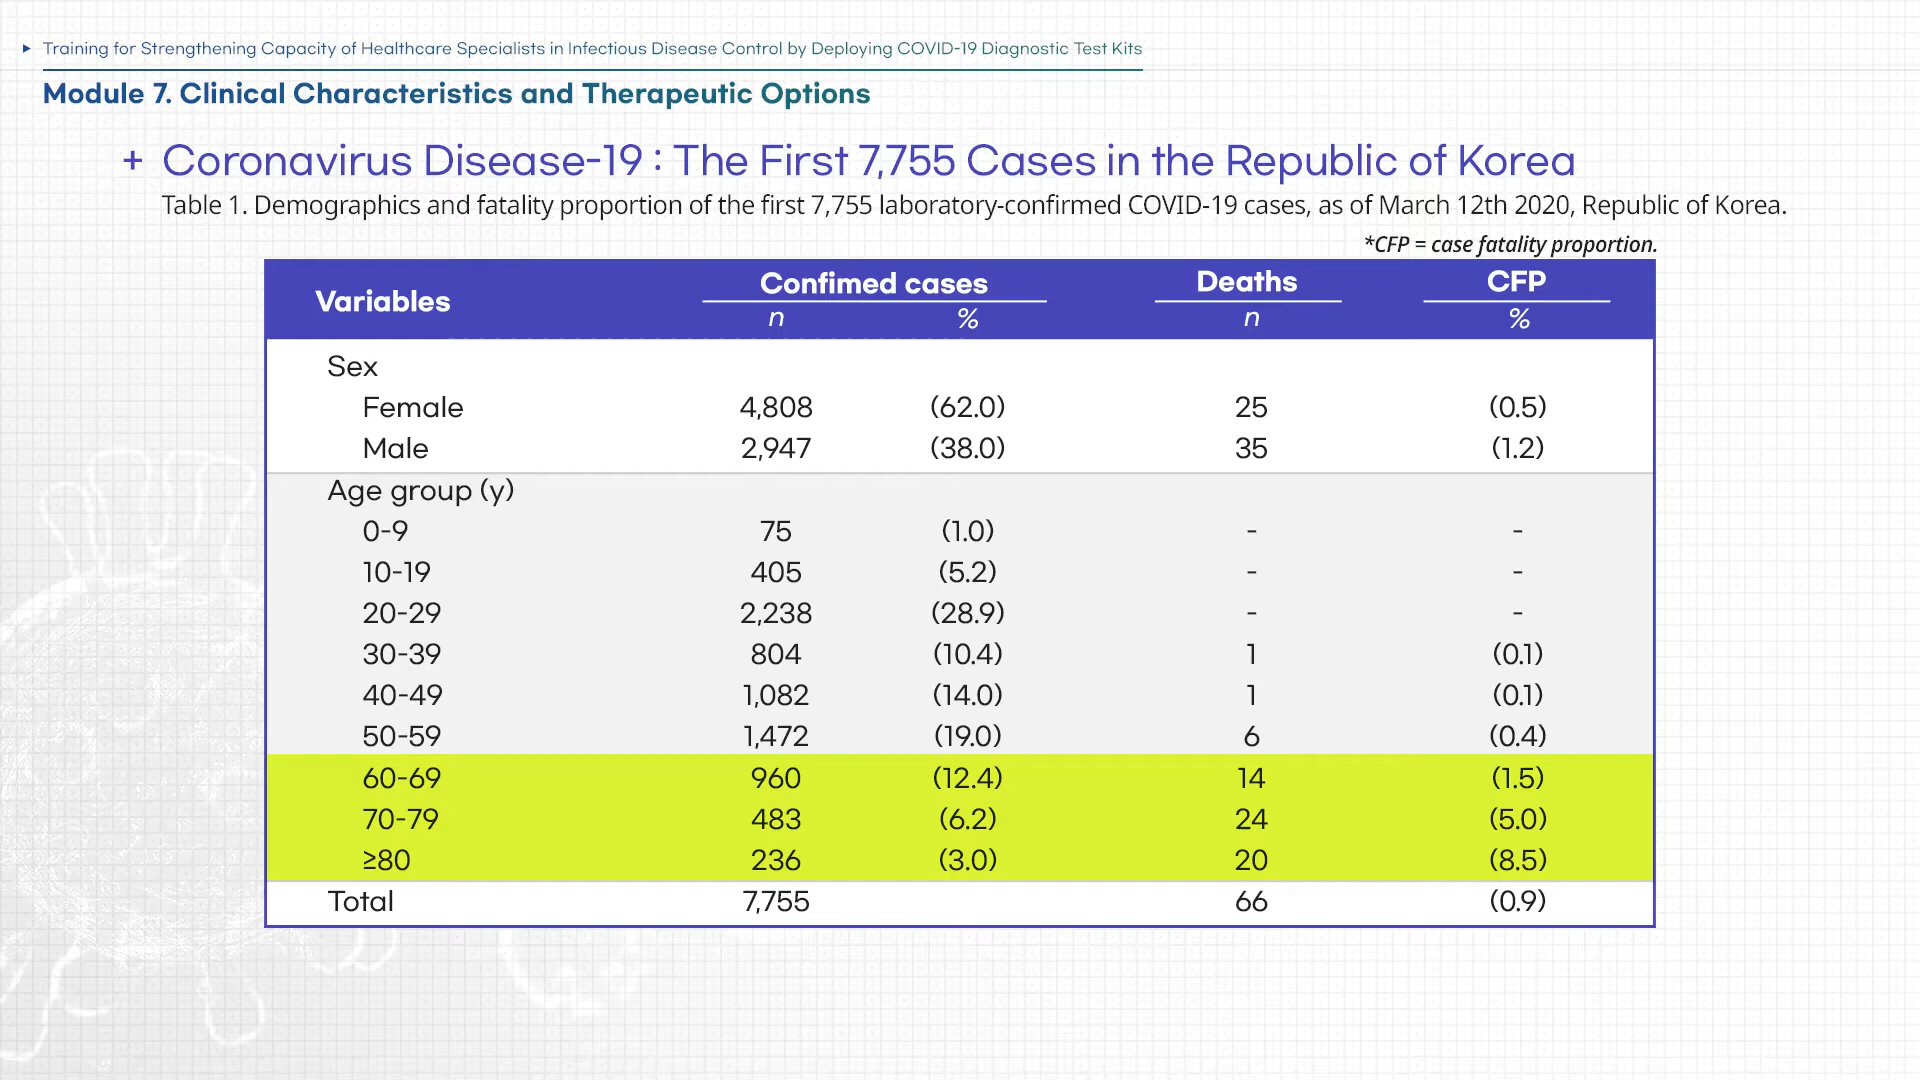 Training for Strengthening Capacity of Healthcare Specialists in Infectious Disease Control by Deploying COVID-19 Diagnostic Test Kits
Module 7. Clinical Characteristics and Therapeutic Options
+ Coronavirus Disease-19 : The First 7,755 Cases in the Republic of Korea
Table 1. Demographics and fatality proportion of the first 7,755 laboratory-confirmed COVID-19 cases, as of March 12th 2020, Republic of Korea.
*CFP = case fatality proportion.
Variables Confimed cases Deaths CFP
n % n %
Sex
Female 4,808 (62.0) 25 (0.5)
Male 2,947 (38.0) 35 (1.2)
Age group (y)
0-9 75 (1.0) - -
10-19 405 (5.2) - -
20-29 2,238 (28.9) - -
30-39 804 (10.4) 1 (0.1)
40-49 1,082 (14.0) 1 (0.1)
50-59 1,472 (19.0) 6 (0.4)
60-69 960 (12.4) 14 (1.5)
70-79 483 (6.2) 24 (5.0)
≥80 236 (3.0) 20 (8.5)
Total 7,755 66 (0.9)